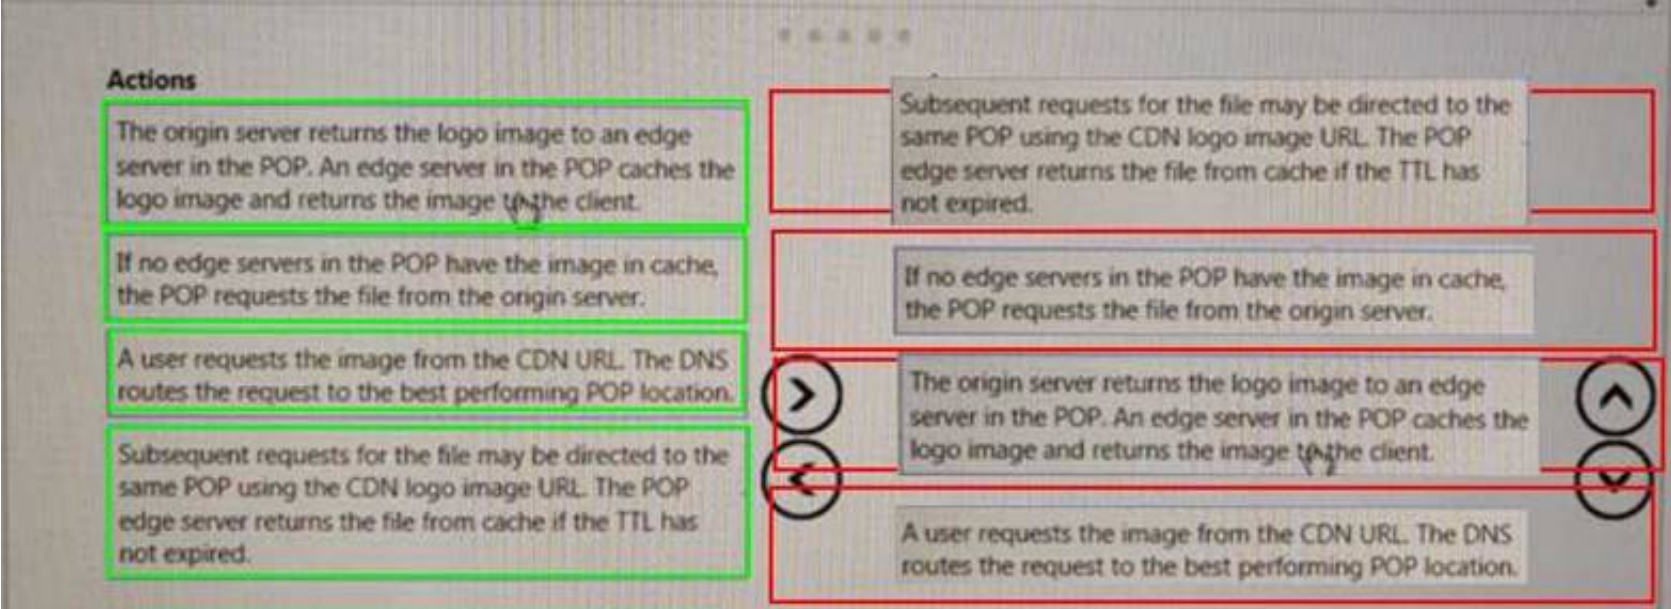 Actions
The origin server returns the logo image to an edge
server in the POP. An edge server in the POP caches the
logo image and returns the image to the client.
If no edge servers in the POP have the image in cache,
the POP requests the file from the origin server.
A user requests the image from the CDN URL. The DNS
routes the request to the best performing POP location.
Subsequent requests for the file may be directed to the
same POP using the CDN logo image URL. The POP
edge server returns the file from cache if the TTL has
not expired.
Subsequent requests for the file may be directed to the
same POP using the CDN logo image URL. The POP
edge server returns the file from cache if the TTL has
not expired.
If no edge servers in the POP have the image in cache,
the POP requests the file from the origin server.
The origin server returns the logo image to an edge
server in the POP. An edge server in the POP caches the
logo image and returns the image to the client.
A user requests the image from the CDN URL. The DNS
routes the request to the best performing POP location.